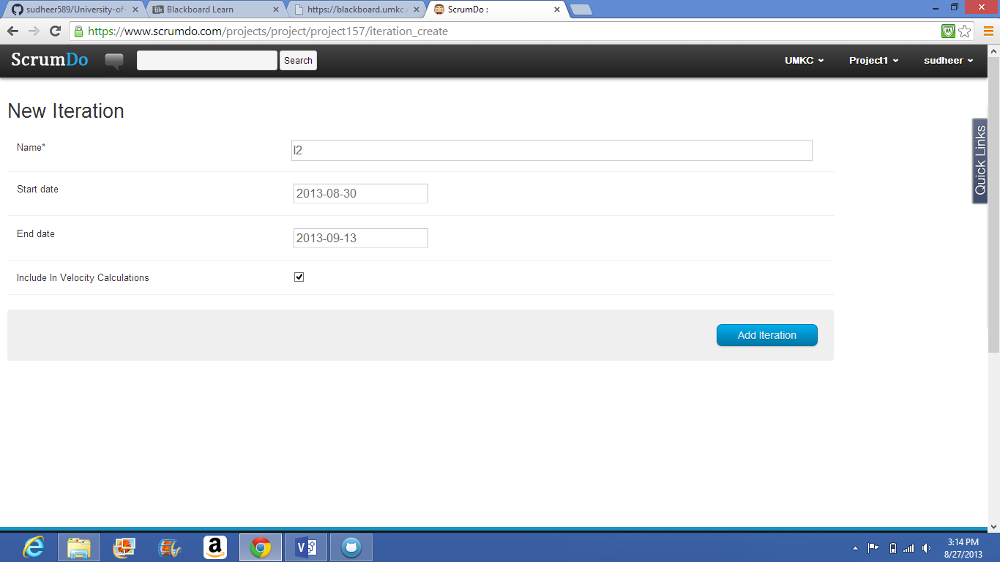 sudheer589/University-of-
Blackboard Learn
https://blackboard.umkc.
ScrumDo :
https://www.scrumdo.com/projects/project/project157/iteration_create
ScrumDo
Search
UMKC
Project1
sudheer
New Iteration
Quick Links
Name*
I2
Start date
2013-08-30
End date
2013-09-13
Include In Velocity Calculations
Add Iteration
3:14 PM
8/27/2013